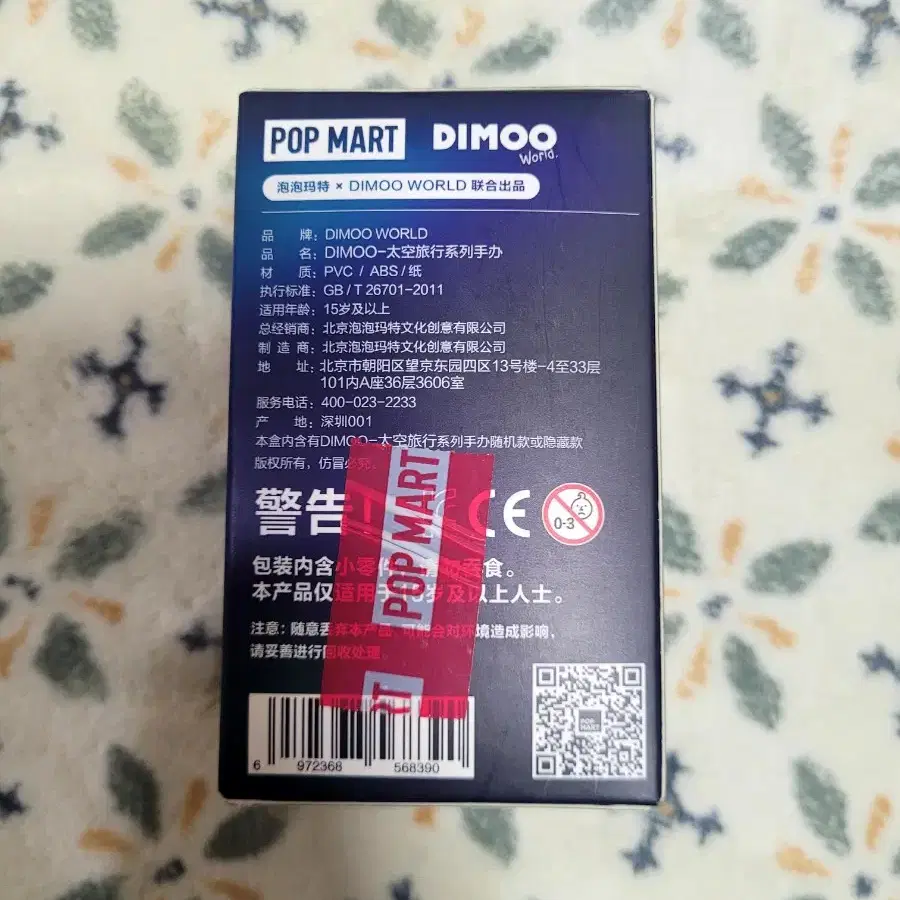 POP MART DIMOO World.
泡泡玛特 × DIMOO WORLD 联合出品
品 牌: DIMOO WORLD
品 名: DIMOO-太空旅行系列手办
材 质: PVC / ABS / 纸
执行标准: GB / T 26701-2011
适用年龄: 15岁及以上
总经销商: 北京泡泡玛特文化创意有限公司
制 造 商: 北京泡泡玛特文化创意有限公司
地 址: 北京市朝阳区望京东园四区13号楼-4至33层
101内A座36层3606室
服务电话: 400-023-2233
产 地: 深圳001
本盒内含有DIMOO-太空旅行系列手办随机款或隐藏款
版权所有，仿冒必究。
警告! CE 0-3
POP MART
包装内含小零件，请勿吞食。
本产品仅适用于15岁及以上人士。
注意: 随意丢弃本产品，可能会对环境造成影响，
请妥善进行回收处理。
RT
6 972368 568390
POP MART